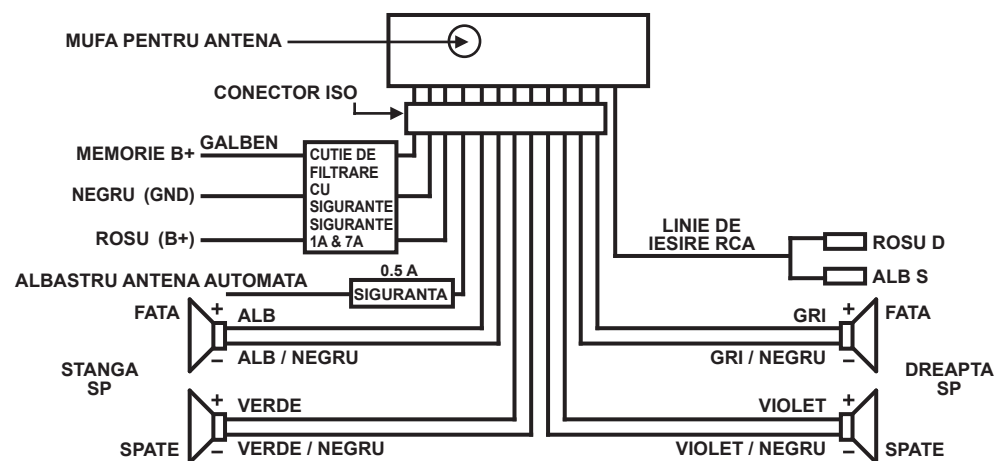 MUFA PENTRU ANTENA
CONECTOR ISO
GALBEN
MEMORIE B+
NEGRU (GND)
ROSU (B+)
CUTIE DE
FILTRARE
CU
SIGURANTE
SIGURANTE
1A & 7A
LINIE DE
IESIRE RCA
ROSU D
ALB S
0.5 A
ALBASTRU ANTENA AUTOMATA
SIGURANTA
FATA
+
ALB
–
ALB / NEGRU
STANGA
SP
+
VERDE
SPATE
–
VERDE / NEGRU
GRI
+
FATA
GRI / NEGRU
–
DREAPTA
SP
VIOLET
+
VIOLET / NEGRU
–
SPATE